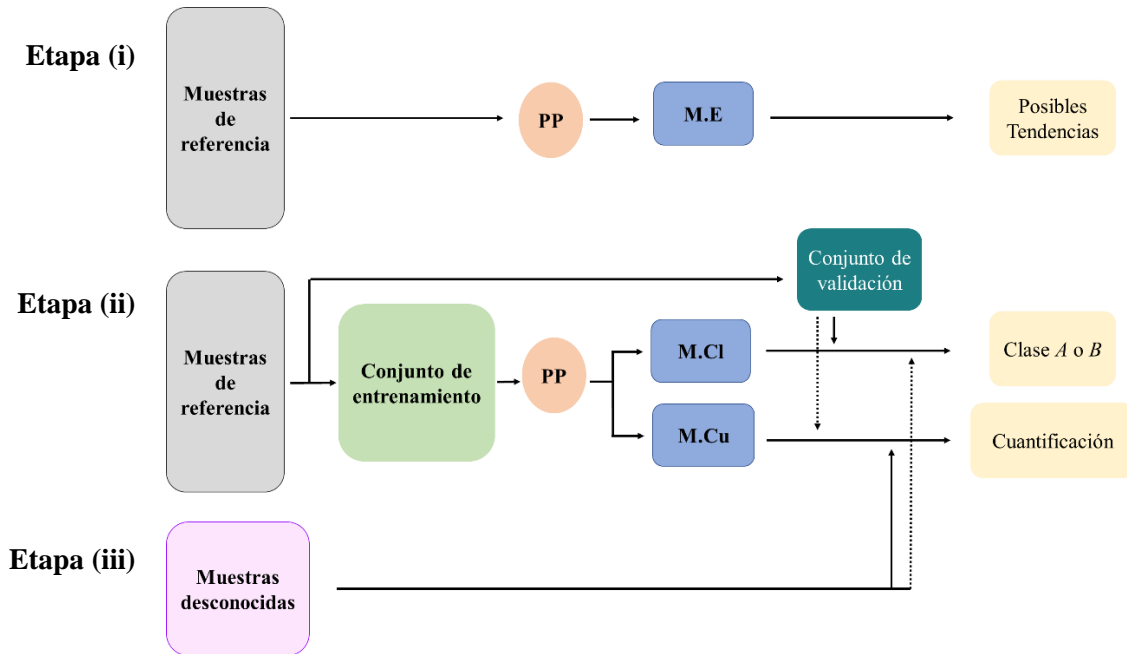 Etapa (i)
Muestras
de
referencia
PP
M.E
Posibles
Tendencias
Etapa (ii)
Muestras
de
referencia
Conjunto de
entrenamiento
PP
M.Cl
M.Cu
Conjunto de
validación
Clase A o B
Cuantificación
Etapa (iii)
Muestras
desconocidas